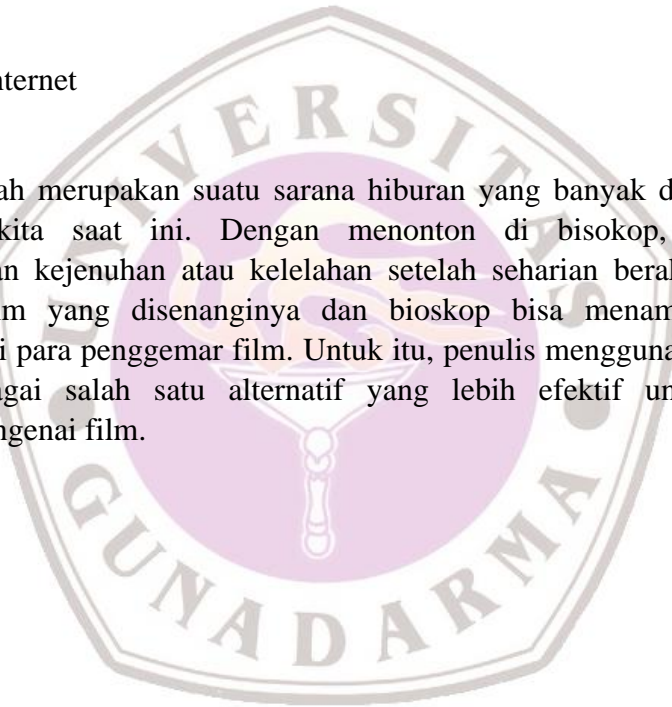 nternet
ah merupakan suatu sarana hiburan yang banyak d
kita saat ini. Dengan menonton di bisokop,
an kejenuhan atau kelelahan setelah seharian beral
m yang disenanginya dan bioskop bisa menam
i para penggemar film. Untuk itu, penulis mengguna
agai salah satu alternatif yang lebih efektif un
ngenai film.
UNIVERSITAS
GUNADARMA